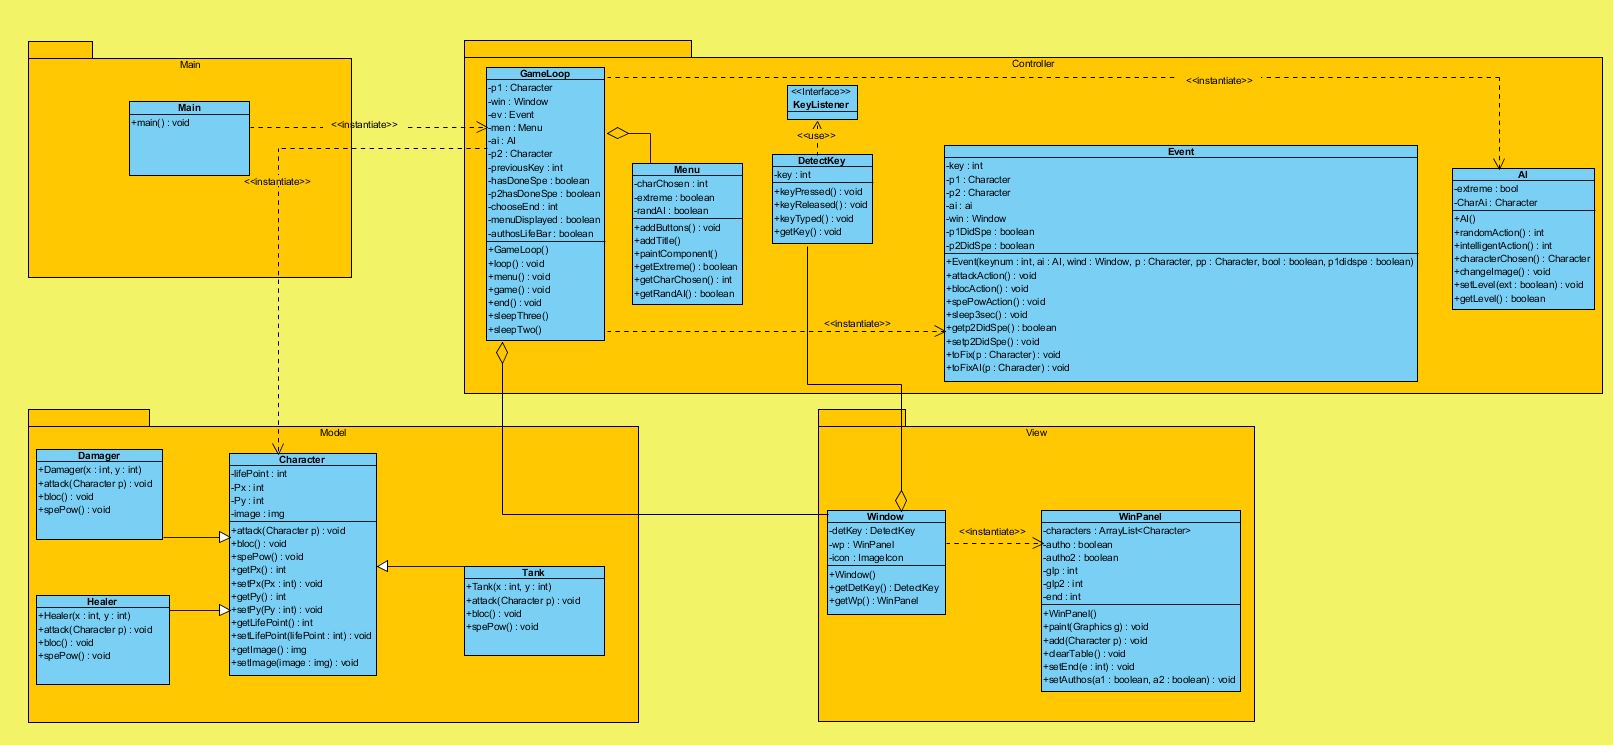 Main
Main
+main() : void
<<instantiate>>
<<instantiate>>
Controller
GameLoop
-p1 : Character
-win : Window
-ev : Event
-men : Menu
-ai : AI
-p2 : Character
-previousKey : int
-hasDoneSpe : boolean
-p2hasDoneSpe : boolean
-chooseEnd : int
-menuDisplayed : boolean
-authosLifeBar : boolean
+GameLoop()
+loop() : void
+menu() : void
+game() : void
+end() : void
+sleepThree()
+sleepTwo()
<<instantiate>>
<<Interface>>
KeyListener
<<use>>
Menu
-charChosen : int
-extreme : boolean
-randAI : boolean
+addButtons() : void
+addTitle()
+paintComponent()
+getExtreme() : boolean
+getCharChosen() : int
+getRandAI() : boolean
DetectKey
-key : int
+keyPressed() : void
+keyReleased() : void
+keyTyped() : void
+getKey() : void
<<instantiate>>
Event
-key : int
-p1 : Character
-p2 : Character
-ai : ai
-win : Window
-p1DidSpe : boolean
-p2DidSpe : boolean
+Event(keynum : int, ai : AI, wind : Window, p : Character, pp : Character, bool : boolean, p1didspe : boolean)
+attackAction() : void
+blocAction() : void
+spePowAction() : void
+sleep3sec() : void
+getp2DidSpe() : boolean
+setp2DidSpe() : void
+toFix(p : Character) : void
+toFixAI(p : Character) : void
AI
-extreme : bool
-CharAi : Character
+AI()
+randomAction() : int
+intelligentAction() : int
+characterChosen() : Character
+changeImage() : void
+setLevel(ext : boolean) : void
+getLevel() : boolean
Model
Damager
+Damager(x : int, y : int)
+attack(Character p) : void
+bloc() : void
+spePow() : void
Healer
+Healer(x : int, y : int)
+attack(Character p) : void
+bloc() : void
+spePow() : void
Character
-lifePoint : int
-Px : int
-Py : int
-image : img
+attack(Character p) : void
+bloc() : void
+spePow() : void
+getPx() : int
+setPx(Px : int) : void
+getPy() : int
+setPy(Py : int) : void
+getLifePoint() : int
+setLifePoint(lifePoint : int) : void
+getImage() : img
+setImage(image : img) : void
Tank
+Tank(x : int, y : int)
+attack(Character p) : void
+bloc() : void
+spePow() : void
View
Window
-detKey : DetectKey
-wp : WinPanel
-icon : ImageIcon
+Window()
+getDetKey() : DetectKey
+getWp() : WinPanel
<<instantiate>>
WinPanel
-characters : ArrayList<Character>
-autho : boolean
-autho2 : boolean
-glp : int
-glp2 : int
-end : int
+WinPanel()
+paint(Graphics g) : void
+add(Character p) : void
+clearTable() : void
+setEnd(e : int) : void
+setAuthos(a1 : boolean, a2 : boolean) : void